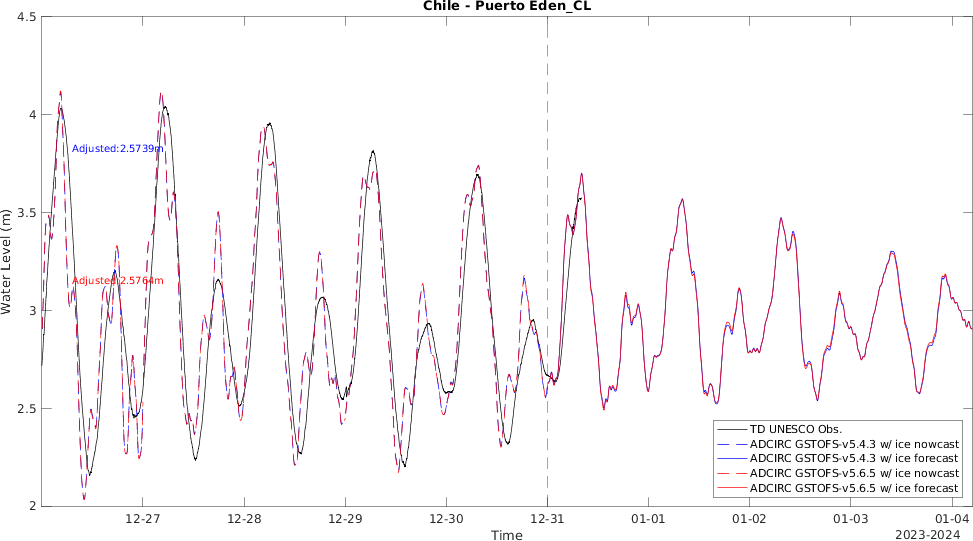 Chile - Puerto Eden_CL
4.5
4
3.5
3
2.5
2
Water Level (m)
Adjusted:2.5739m
Adjusted:2.5764m
TD UNESCO Obs.
ADCIRC GSTOFS-v5.4.3 w/ ice nowcast
ADCIRC GSTOFS-v5.4.3 w/ ice forecast
ADCIRC GSTOFS-v5.6.5 w/ ice nowcast
ADCIRC GSTOFS-v5.6.5 w/ ice forecast
12-27 12-28 12-29 12-30 12-31 01-01 01-02 01-03 01-04
Time
2023-2024